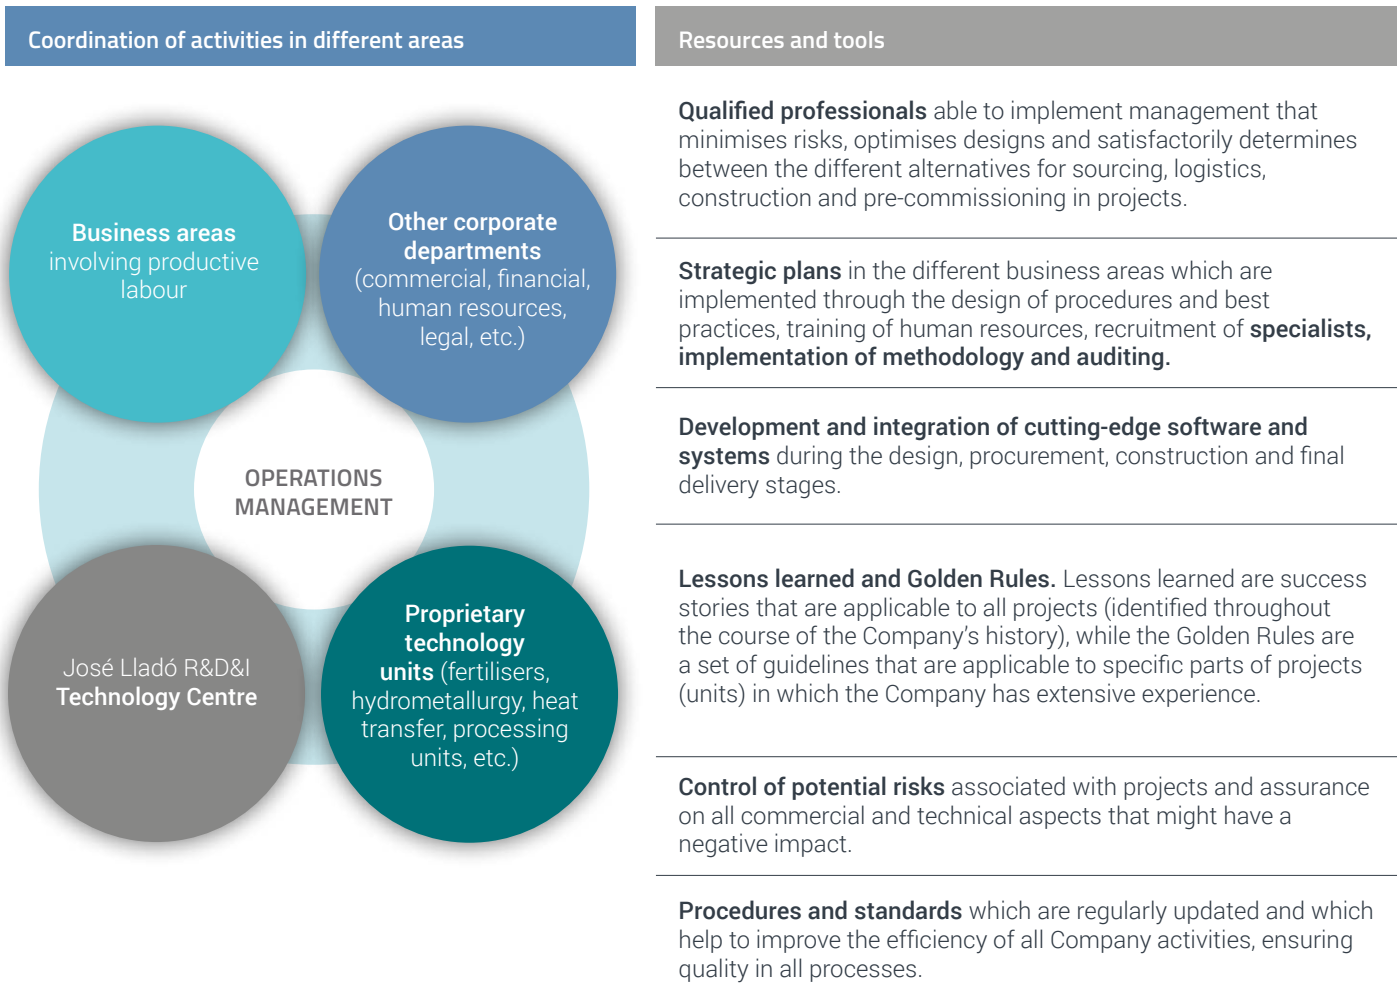 Coordination of activities in different areas
Business areas
involving productive
labour
Other corporate
departments
(commercial, financial,
human resources,
legal, etc.)
OPERATIONS
MANAGEMENT
José Lladó R&D&I
Technology Centre
Proprietary
technology
units (fertilisers,
hydrometallurgy, heat
transfer, processing
units, etc.)
Resources and tools
Qualified professionals able to implement management that
minimises risks, optimises designs and satisfactorily determines
between the different alternatives for sourcing, logistics,
construction and pre-commissioning in projects.
Strategic plans in the different business areas which are
implemented through the design of procedures and best
practices, training of human resources, recruitment of specialists,
implementation of methodology and auditing.
Development and integration of cutting-edge software and
systems during the design, procurement, construction and final
delivery stages.
Lessons learned and Golden Rules. Lessons learned are success
stories that are applicable to all projects (identified throughout
the course of the Company’s history), while the Golden Rules are
a set of guidelines that are applicable to specific parts of projects
(units) in which the Company has extensive experience.
Control of potential risks associated with projects and assurance
on all commercial and technical aspects that might have a
negative impact.
Procedures and standards which are regularly updated and which
help to improve the efficiency of all Company activities, ensuring
quality in all processes.